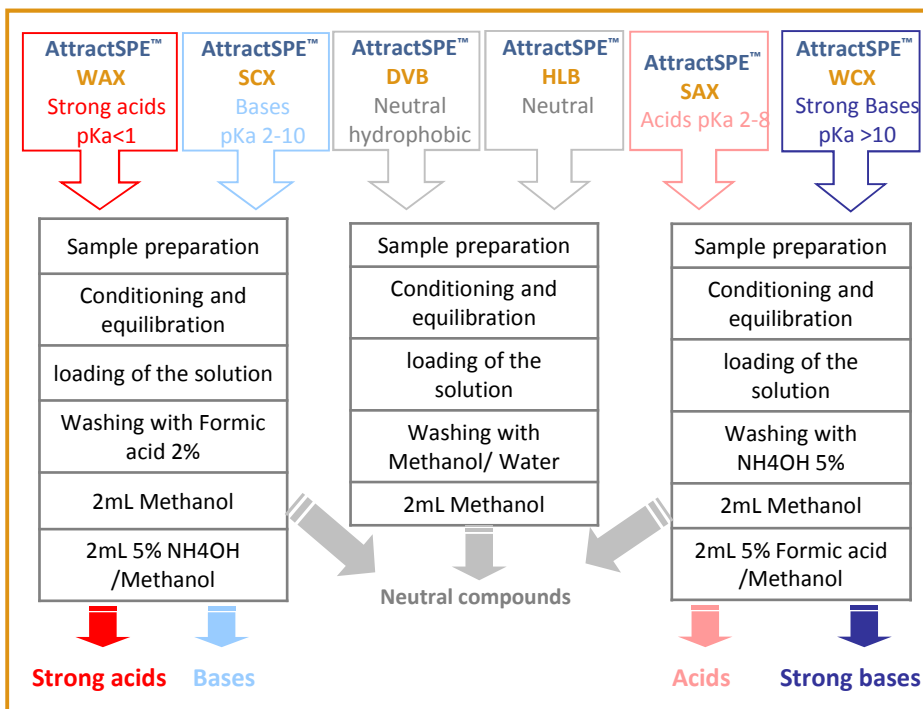 AttractSPE™
WAX
Strong acids
pKa<1
AttractSPE™
SCX
Bases
pKa 2-10
AttractSPE™
DVB
Neutral
hydrophobic
AttractSPE™
HLB
Neutral
AttractSPE™
SAX
Acids pKa 2-8
AttractSPE™
WCX
Strong Bases
pKa >10
Sample preparation
Conditioning and
equilibration
loading of the solution
Washing with Formic
acid 2%
2mL Methanol
2mL 5% NH4OH
/Methanol
Sample preparation
Conditioning and
equilibration
loading of the
solution
Washing with
Methanol/ Water
2mL Methanol
Sample preparation
Conditioning and
equilibration
loading of the
solution
Washing with
NH4OH 5%
2mL Methanol
2mL 5% Formic acid
/Methanol
Neutral compounds
Strong acids
Bases
Acids
Strong bases